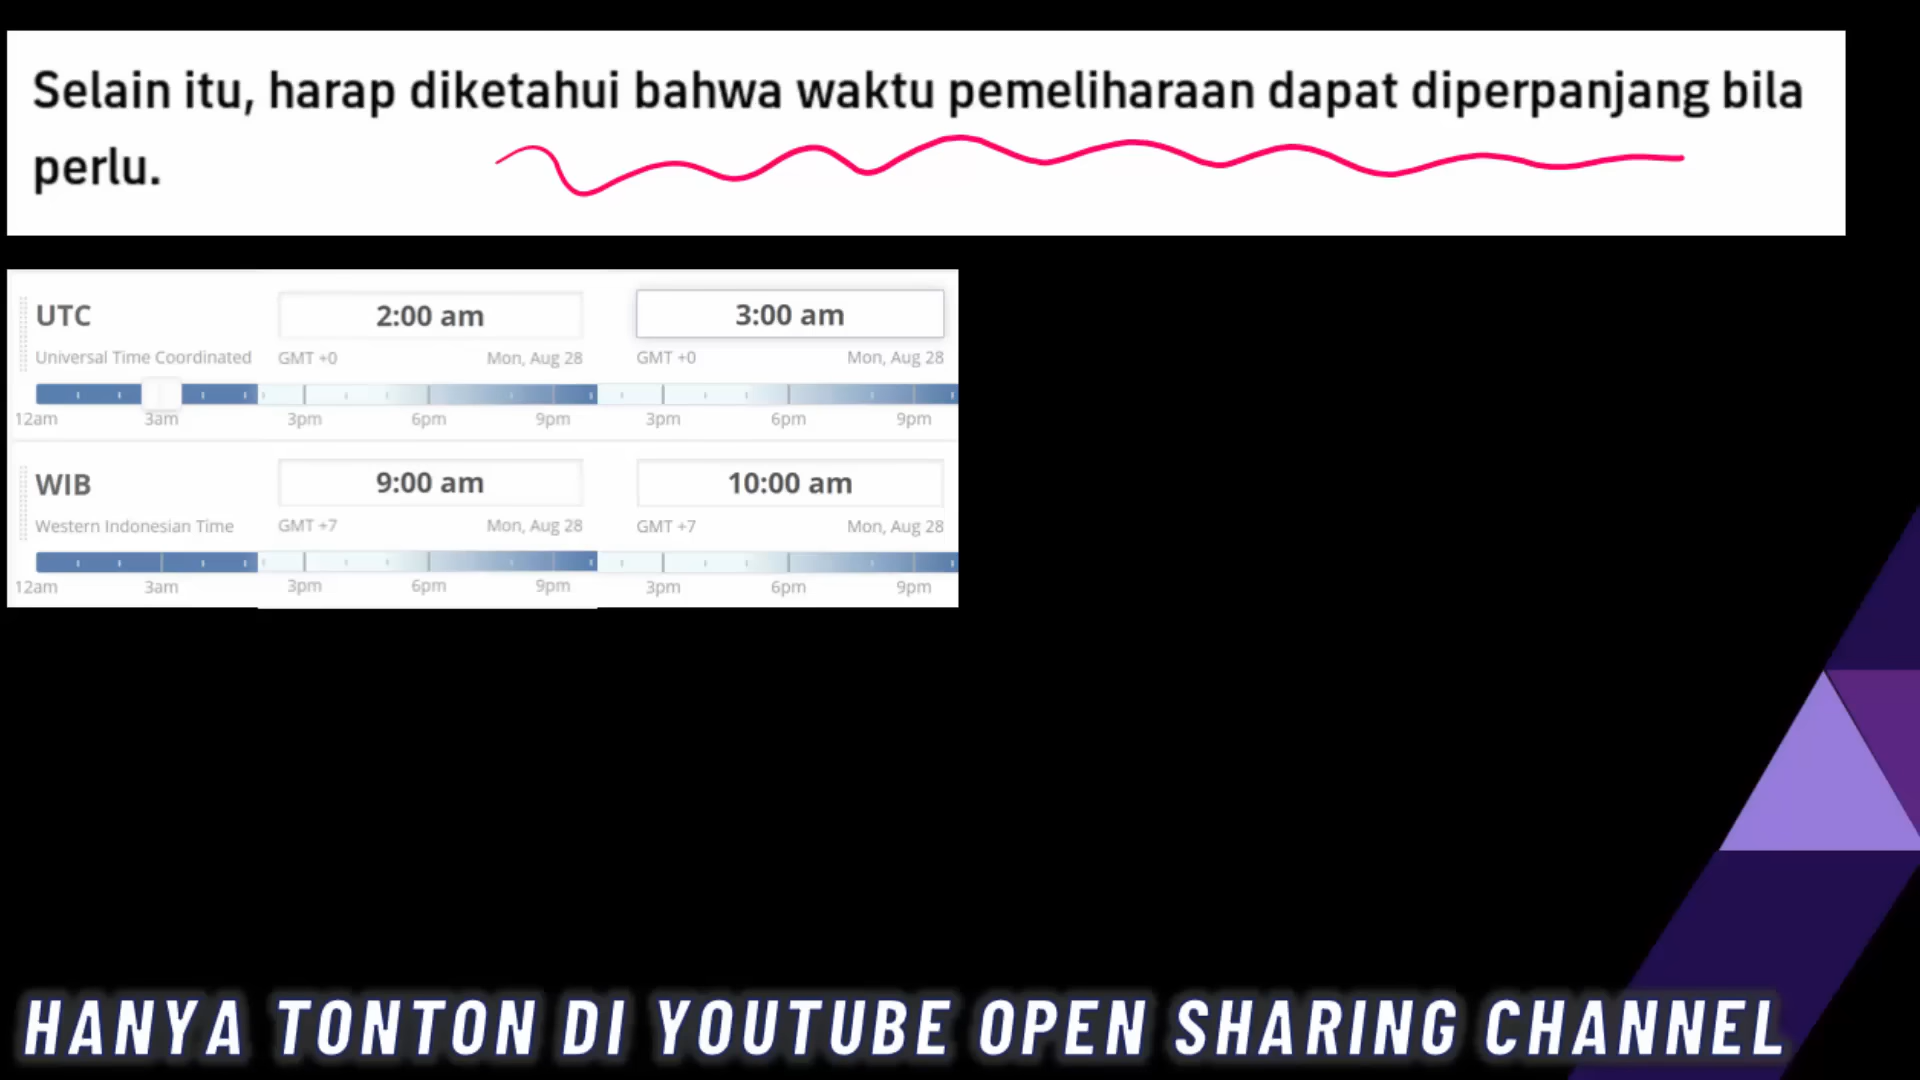 Selain itu, harap diketahui bahwa waktu pemeliharaan dapat diperpanjang bila
perlu.
UTC 2:00 am 3:00 am
Universal Time Coordinated GMT +0 Mon, Aug 28 GMT +0 Mon, Aug 28
12am 3am 3pm 6pm 9pm 3pm 6pm 9pm
WIB 9:00 am 10:00 am
Western Indonesian Time GMT +7 Mon, Aug 28 GMT +7 Mon, Aug 28
12am 3am 3pm 6pm 9pm 3pm 6pm 9pm
HANYA TONTON DI YOUTUBE OPEN SHARING CHANNEL